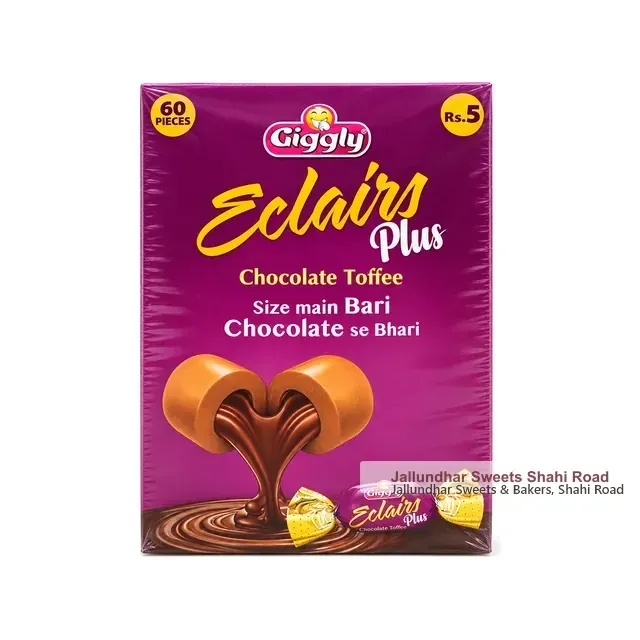 60
PIECES
Rs.5
Giggly®
Eclairs
Plus
Chocolate Toffee
Size main Bari
Chocolate se Bhari
Jallundhar Sweets Shahi Road
Jallundhar Sweets & Bakers, Shahi Road
Giggly
Eclairs
Plus
Chocolate Toffee